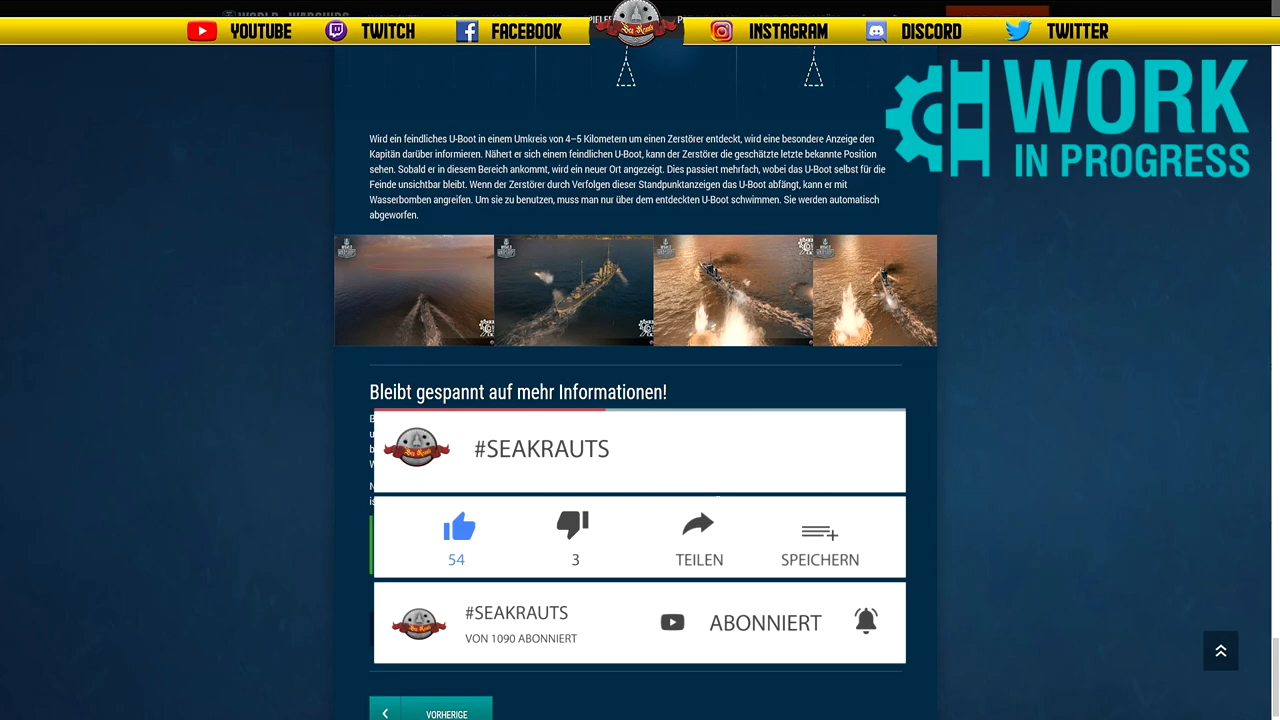 YOUTUBE TWITCH FACEBOOK Sea Krauts INSTAGRAM DISCORD TWITTER
WORK
IN PROGRESS
Wird ein feindliches U-Boot in einem Umkreis von 4–5 Kilometern um einen Zerstörer entdeckt, wird eine besondere Anzeige den
Kapitän darüber informieren. Nähert er sich einem feindlichen U-Boot, kann der Zerstörer die geschätzte letzte bekannte Position
sehen. Sobald er in diesem Bereich ankommt, wird ein neuer Ort angezeigt. Dies passiert mehrfach, wobei das U-Boot selbst für die
Feinde unsichtbar bleibt. Wenn der Zerstörer durch Verfolgen dieser Standpunktanzeigen das U-Boot abfängt, kann er mit
Wasserbomben angreifen. Um sie zu benutzen, muss man nur über dem entdeckten U-Boot schwimmen. Sie werden automatisch
abgeworfen.
Bleibt gespannt auf mehr Informationen!
#SEAKRAUTS
54 3 TEILEN SPEICHERN
#SEAKRAUTS
VON 1090 ABONNIERT
ABONNIERT
VORHERIGE